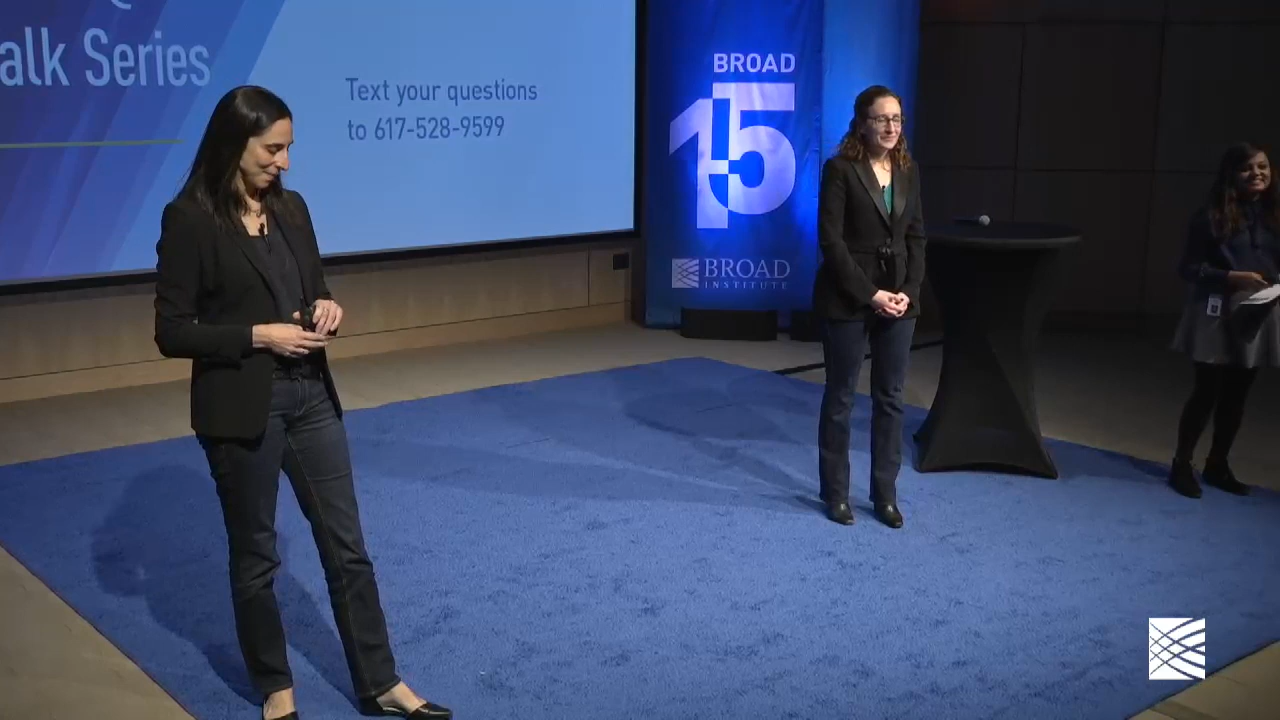 alk Series
Text your questions
to 617-528-9599
BROAD
15
BROAD
INSTITUTE